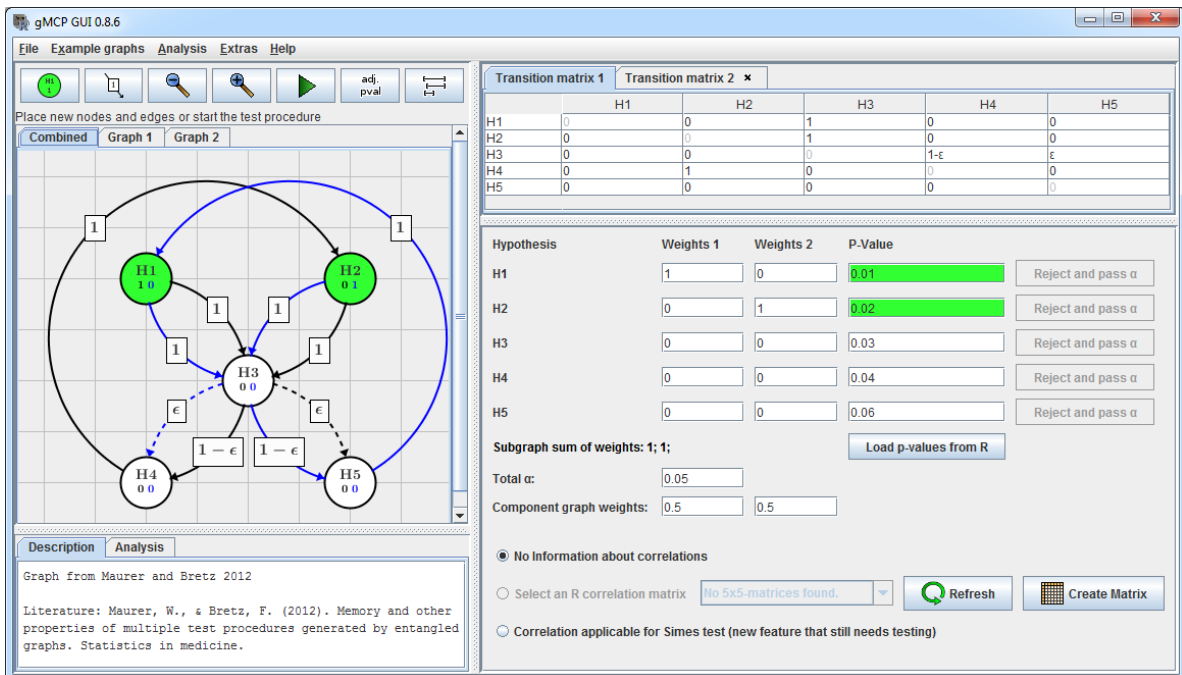 gMCP GUI 0.8.6
File Example graphs Analysis Extras Help
H1
1
1
adj.
pval
Place new nodes and edges or start the test procedure
Combined Graph 1 Graph 2
1 1
H1
1 0
H2
0 1
1 1
1 1
H3
0 0
ϵ ϵ
1 − ϵ 1 − ϵ
H4
0 0
H5
0 0
Description Analysis
Graph from Maurer and Bretz 2012
Literature: Maurer, W., & Bretz, F. (2012). Memory and other
properties of multiple test procedures generated by entangled
graphs. Statistics in medicine.
Transition matrix 1 Transition matrix 2 ×
H1 H2 H3 H4 H5
H1 0 0 1 0 0
H2 0 0 1 0 0
H3 0 0 0 1-ε ε
H4 0 1 0 0 0
H5 0 0 0 0 0
Hypothesis Weights 1 Weights 2 P-Value
H1 1 0 0.01 Reject and pass α
H2 0 1 0.02 Reject and pass α
H3 0 0 0.03 Reject and pass α
H4 0 0 0.04 Reject and pass α
H5 0 0 0.06 Reject and pass α
Subgraph sum of weights: 1; 1; Load p-values from R
Total α: 0.05
Component graph weights: 0.5 0.5
No Information about correlations
Select an R correlation matrix No 5x5-matrices found. Refresh Create Matrix
Correlation applicable for Simes test (new feature that still needs testing)